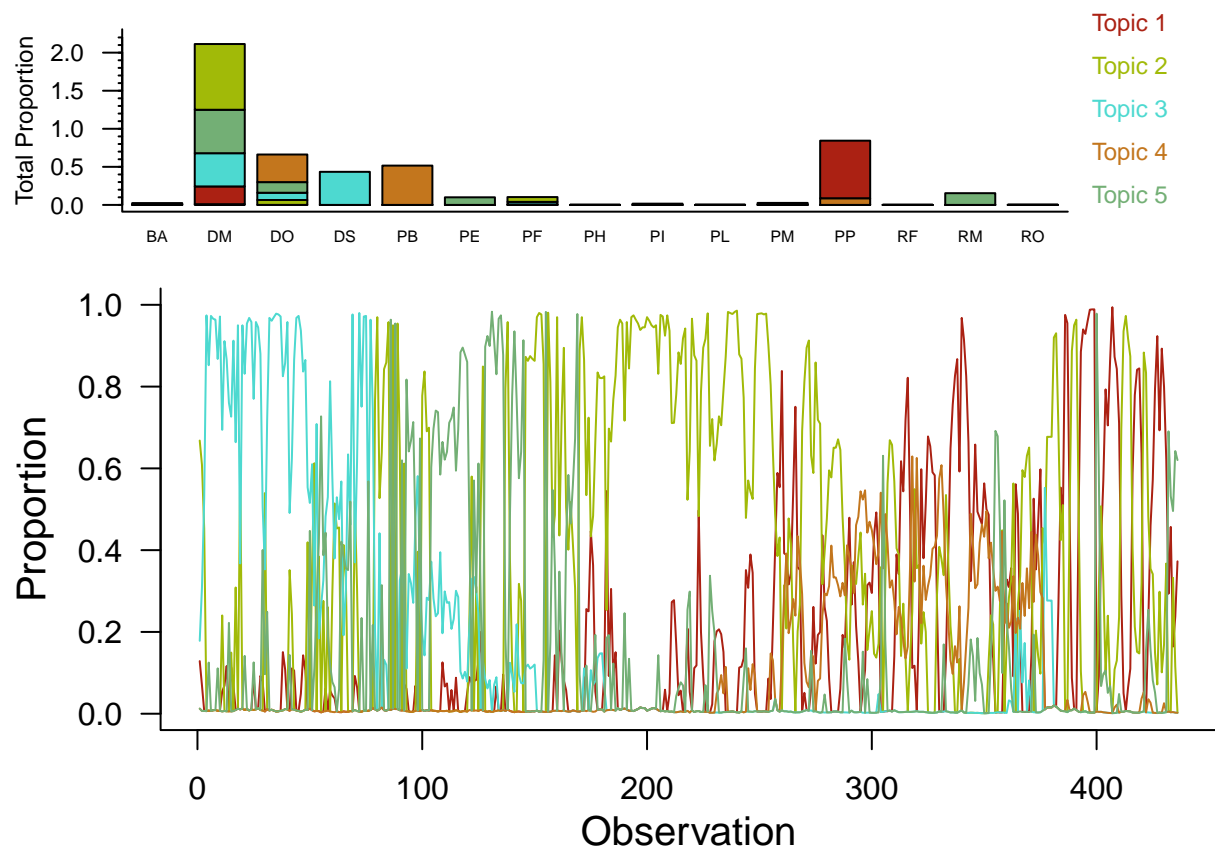 Total Proportion
2.0
1.5
1.0
0.5
0.0
BA DM DO DS PB PE PF PH PI PL PM PP RF RM RO
Topic 1
Topic 2
Topic 3
Topic 4
Topic 5
Proportion
1.0
0.8
0.6
0.4
0.2
0.0
0 100 200 300 400
Observation